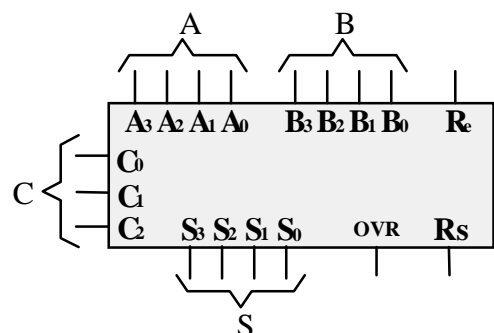 A B
A3 A2 A1 A0 B3 B2 B1 B0 Re
C0
C C1
C2
S3 S2 S1 S0 OVR Rs
S